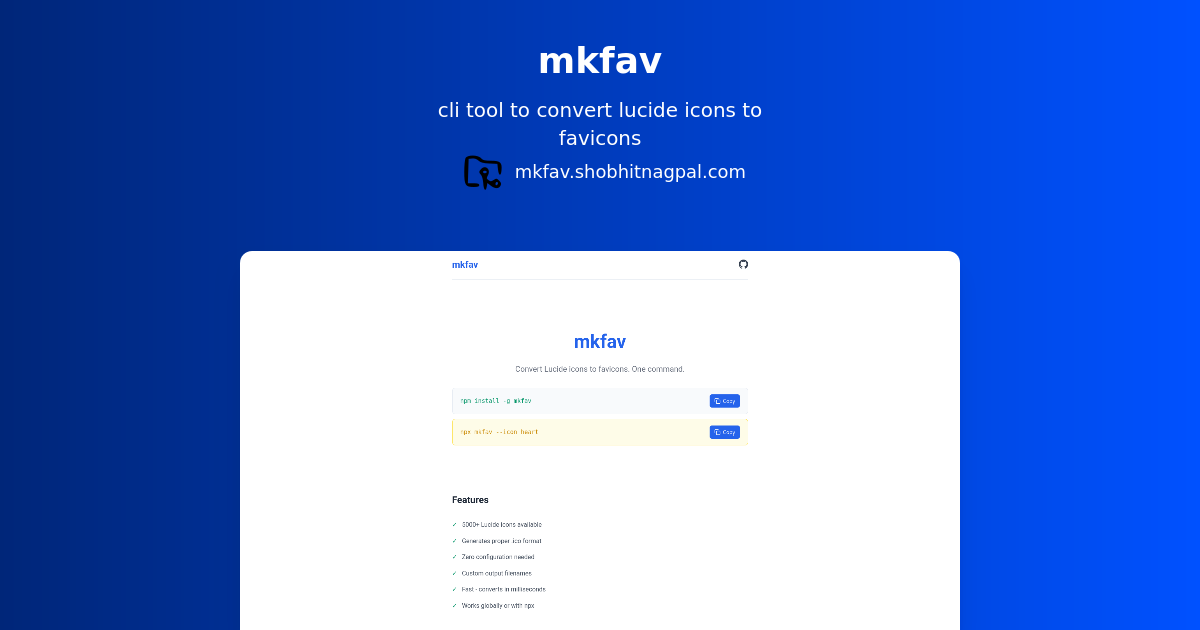 mkfav
cli tool to convert lucide icons to
favicons
mkfav.shobhitnagpal.com
mkfav
mkfav
Convert Lucide icons to favicons. One command.
npm install -g mkfav
Copy
npx mkfav --icon heart
Copy
Features
✓ 5000+ Lucide icons available
✓ Generates proper .ico format
✓ Zero configuration needed
✓ Custom output filenames
✓ Fast - converts in milliseconds
✓ Works globally or with npx